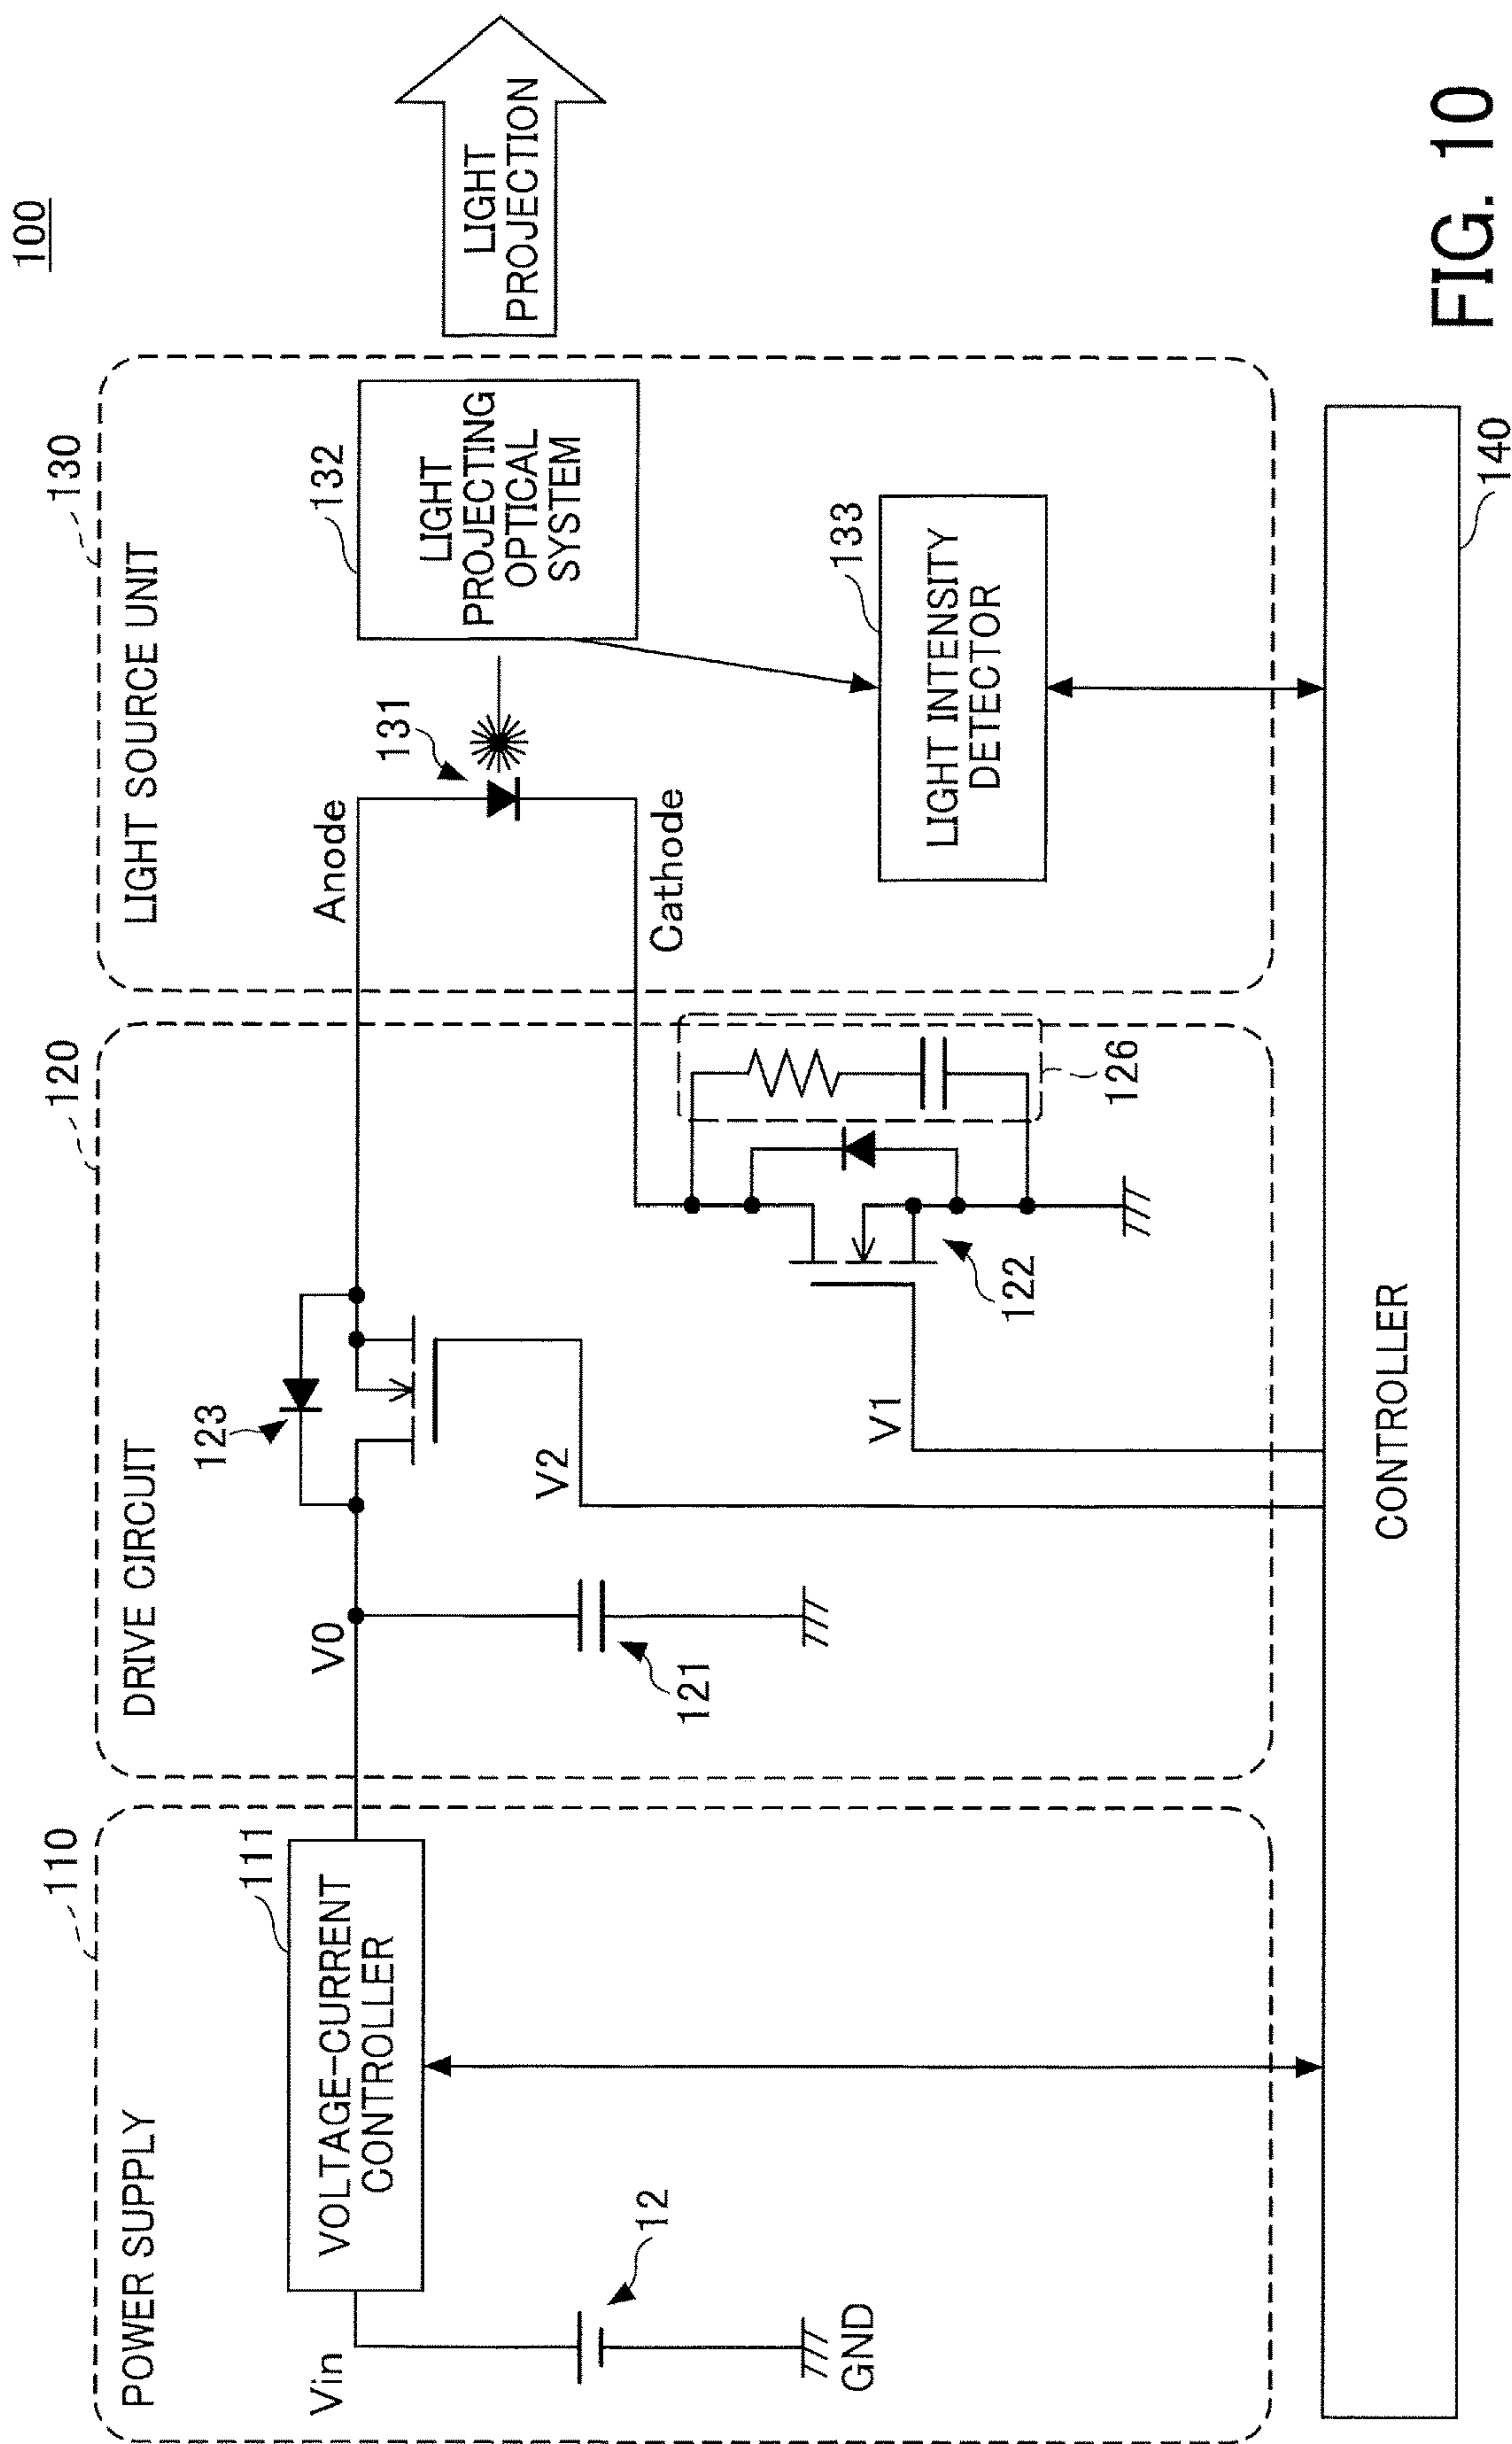 100
110
POWER SUPPLY
Vin
12
GND
VOLTAGE-CURRENT
CONTROLLER
111
120
DRIVE CIRCUIT
V0
121
123
V2
V1
122
126
130
LIGHT SOURCE UNIT
Anode
Cathode
131
132
LIGHT
PROJECTING
OPTICAL
SYSTEM
133
LIGHT INTENSITY
DETECTOR
LIGHT
PROJECTION
CONTROLLER
140
FIG. 10